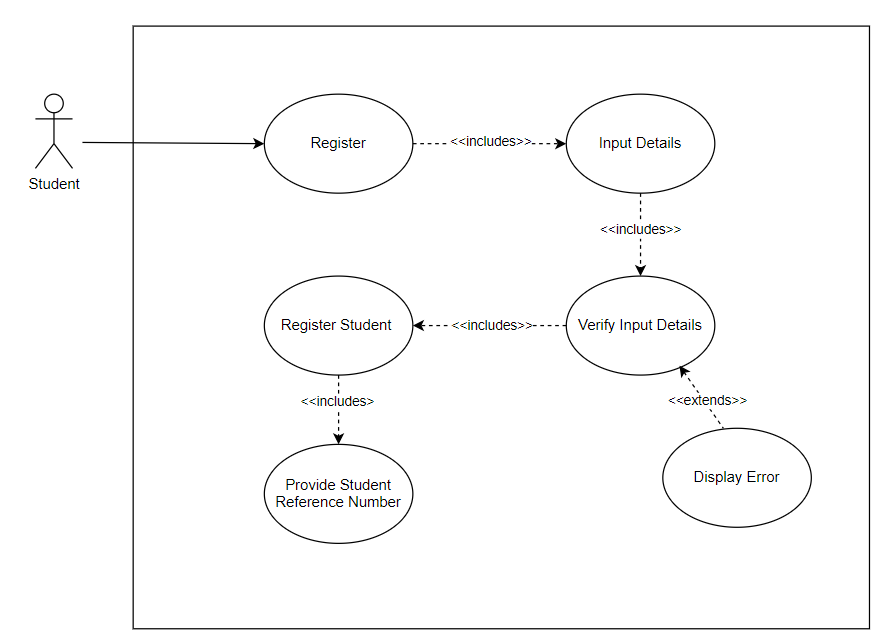 Register
<<includes>>
Input Details
Student
<<includes>>
Register Student
<<includes>>
Verify Input Details
<<includes>
<<extends>>
Provide Student
Reference Number
Display Error